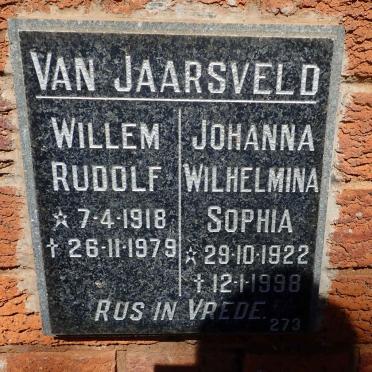 VAN JAARSVELD
WILLEM
RUDOLF
☆ 7·4·1918
† 26·11·1979
JOHANNA
WILHELMINA
SOPHIA
☆ 29·10·1922
† 12·1·1998
RUS IN VREDE.
273